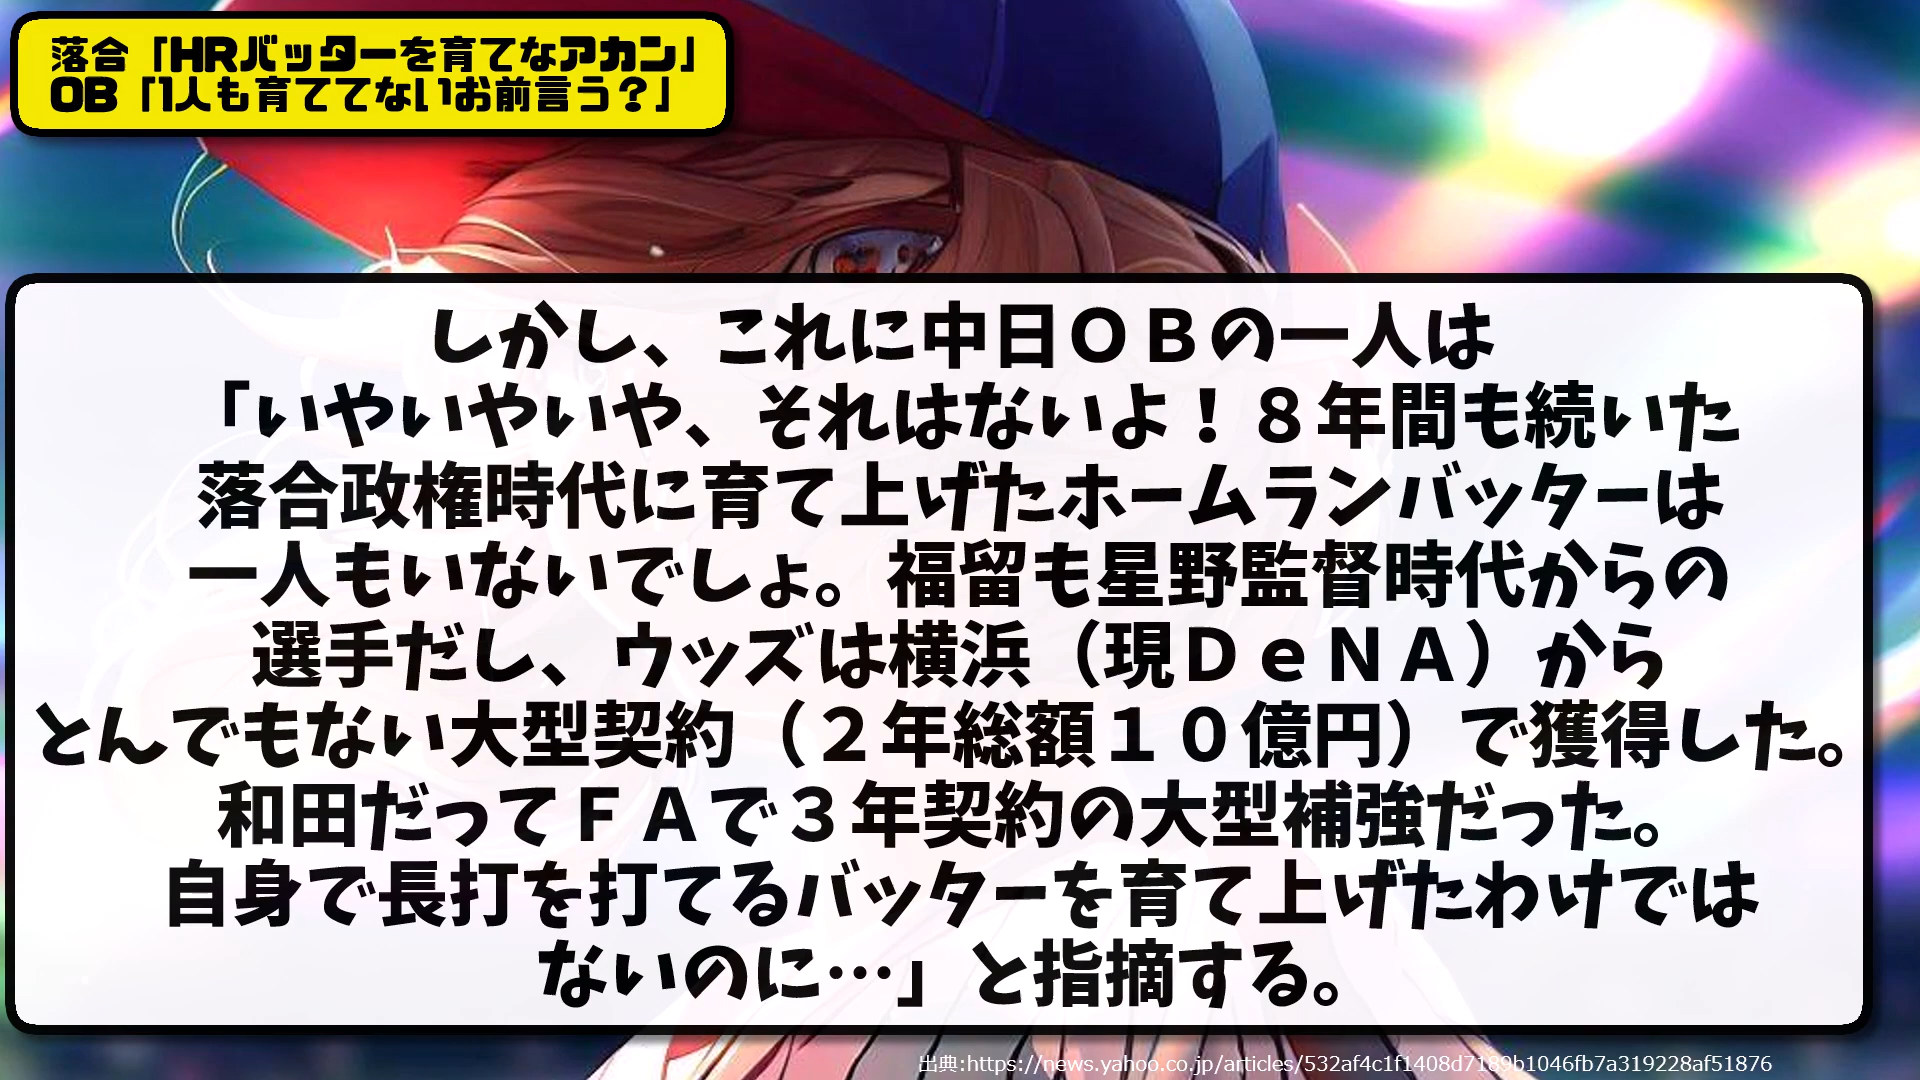 落合「HRバッターを育てなアカン」
OB「1人も育ててないお前言う？」
しかし、これに中日ＯＢの一人は
「いやいやいや、それはないよ！８年間も続いた
落合政権時代に育て上げたホームランバッターは
一人もいないでしょ。福留も星野監督時代からの
選手だし、ウッズは横浜（現ＤｅＮＡ）から
とんでもない大型契約（２年総額１０億円）で獲得した。
和田だってＦＡで３年契約の大型補強だった。
自身で長打を打てるバッターを育て上げたわけでは
ないのに…」と指摘する。
出典:https://news.yahoo.co.jp/articles/532af4c1f1408d7189b1046fb7a319228af51876